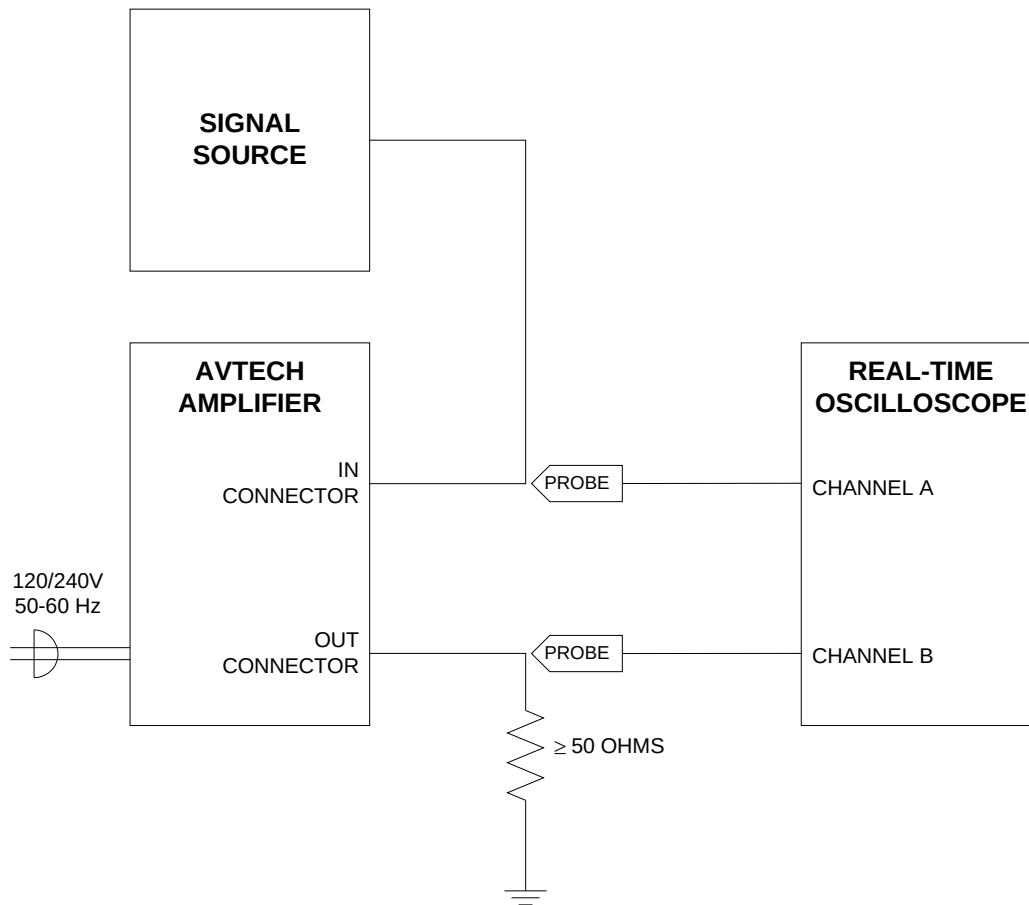 SIGNAL
SOURCE
AVTECH
AMPLIFIER
REAL-TIME
OSCILLOSCOPE
IN
CONNECTOR
PROBE
CHANNEL A
120/240V
50-60 Hz
OUT
CONNECTOR
PROBE
CHANNEL B
≥ 50 OHMS